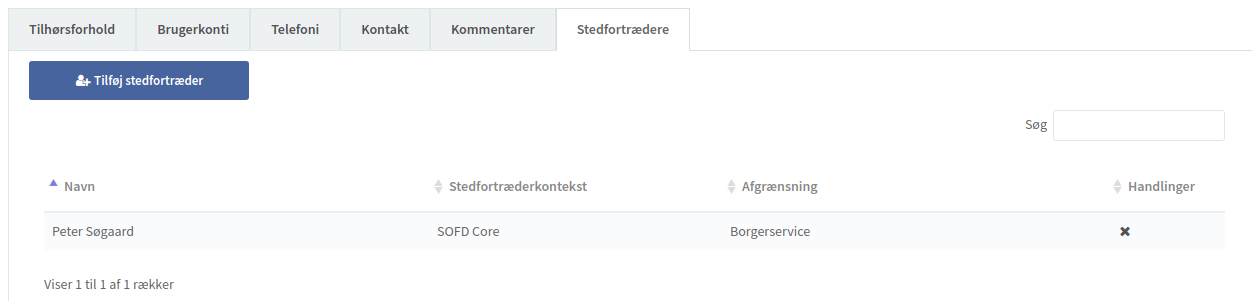 Tilhørsforhold Brugerkonti Telefoni Kontakt Kommentarer Stedfortrædere
Tilføj stedfortræder
Søg
Navn Stedfortræderkontekst Afgrænsning Handlinger
Peter Søgaard SOFD Core Borgerservice
Viser 1 til 1 af 1 rækker